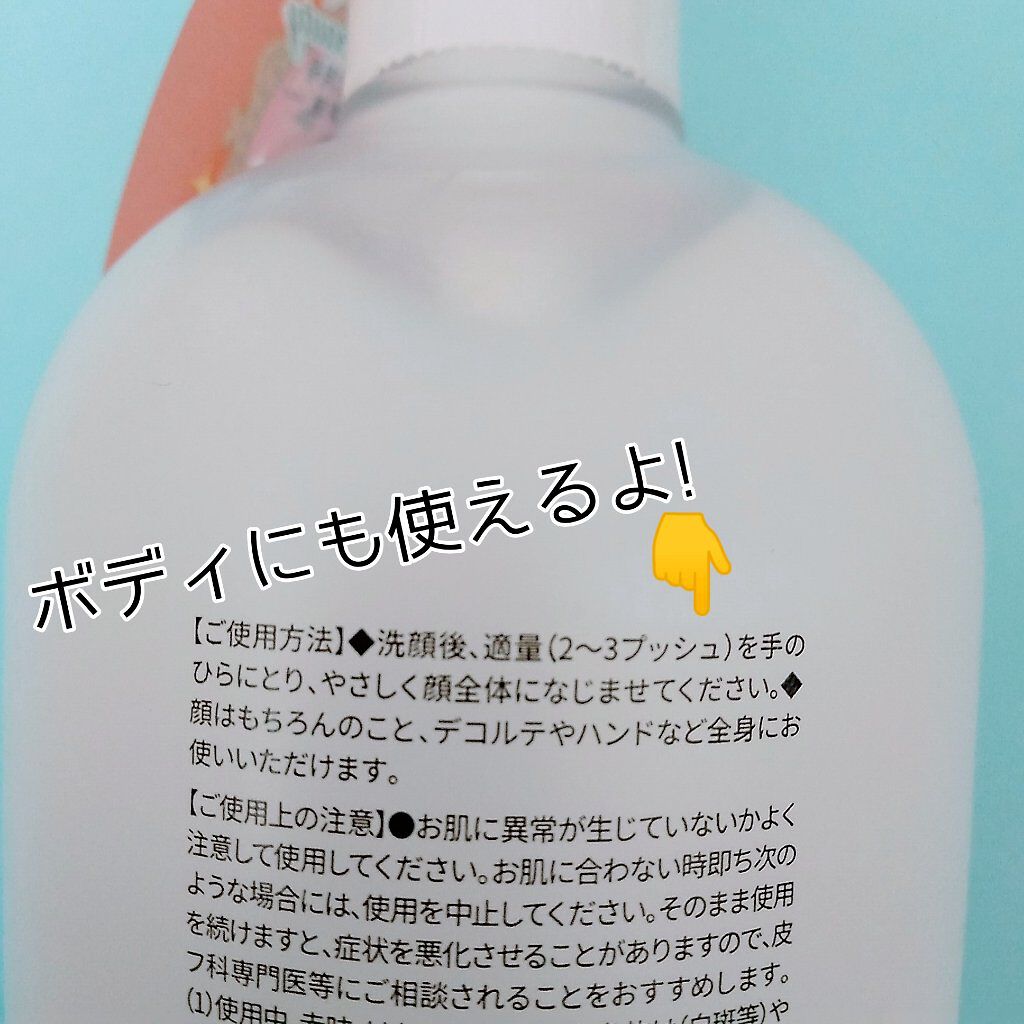 ボディにも使えるよ!
【ご使用方法】◆洗顔後、適量(2〜3プッシュ)を手の
ひらにとり、やさしく顔全体になじませてください。◆
顔はもちろんのこと、デコルテやハンドなど全身にお
使いいただけます。
【ご使用上の注意】●お肌に異常が生じていないかよく
注意して使用してください。お肌に合わない時即ち次の
ような場合には、使用を中止してください。そのまま使用
を続けますと、症状を悪化させることがありますので、皮
フ科専門医等にご相談されることをおすすめします。
(1)使用中、赤味、(白斑等)や